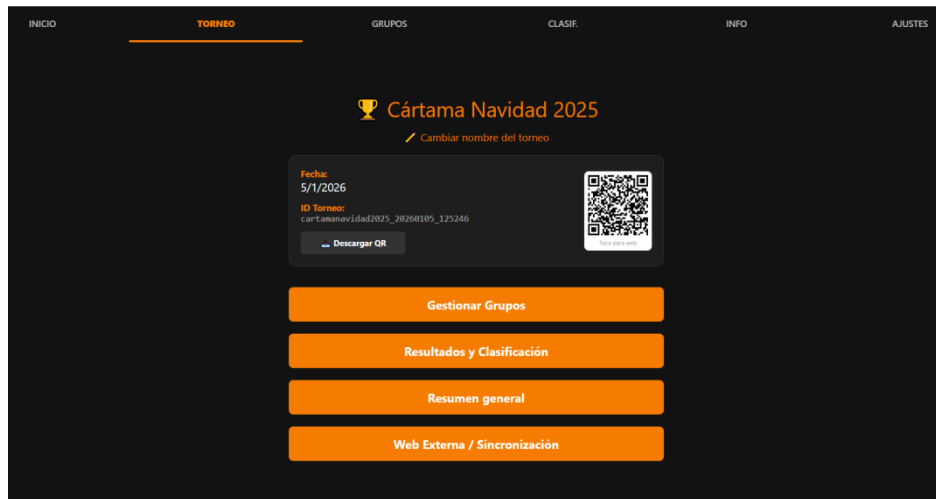 INICIO TORNEO GRUPOS CLASIF. INFO AJUSTES
Cártama Navidad 2025
Cambiar nombre del torneo
Fecha:
5/1/2026
ID Torneo:
cartamanavidad2025_20260105_125246
Descargar QR
Toca para web
Gestionar Grupos
Resultados y Clasificación
Resumen general
Web Externa / Sincronización